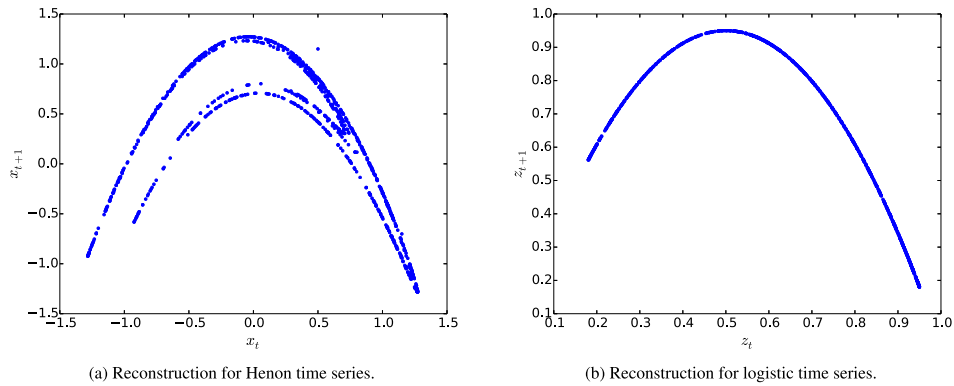 1.5
1.0
0.5
0.0
−0.5
−1.0
−1.5
x_{t+1}
−1.5 −1.0 −0.5 0.0 0.5 1.0 1.5
x_t
(a) Reconstruction for Henon time series.
1.0
0.9
0.8
0.7
0.6
0.5
0.4
0.3
0.2
0.1
z_{t+1}
0.1 0.2 0.3 0.4 0.5 0.6 0.7 0.8 0.9 1.0
z_t
(b) Reconstruction for logistic time series.